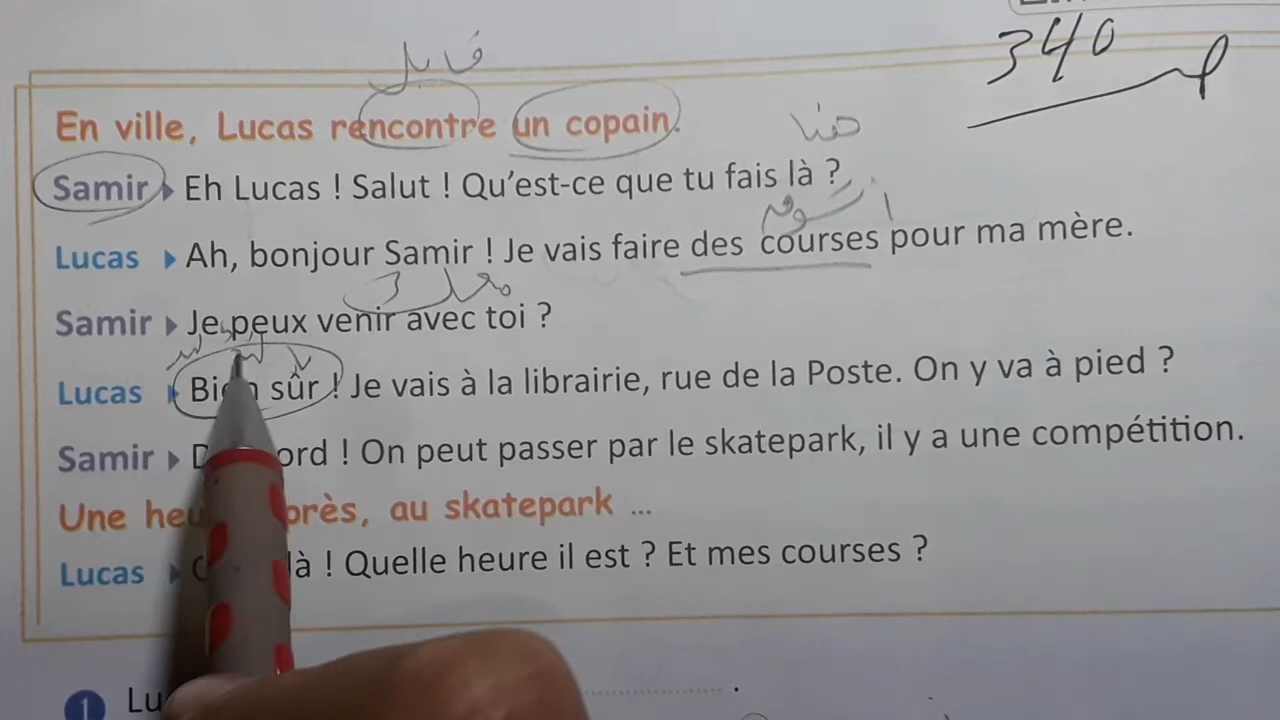 340
قابل
En ville, Lucas rencontre un copain.
هنا
Samir Eh Lucas ! Salut ! Qu'est-ce que tu fais là ?
Lucas Ah, bonjour Samir ! Je vais faire des courses pour ma mère.
Samir Je peux venir avec toi ?
Lucas sûr ! Je vais à la librairie, rue de la Poste. On y va à pied ?
Samir ! On peut passer par le skatepark, il y a une compétition.
Une au skatepark ...
Lucas là ! Quelle heure il est ? Et mes courses ?
1